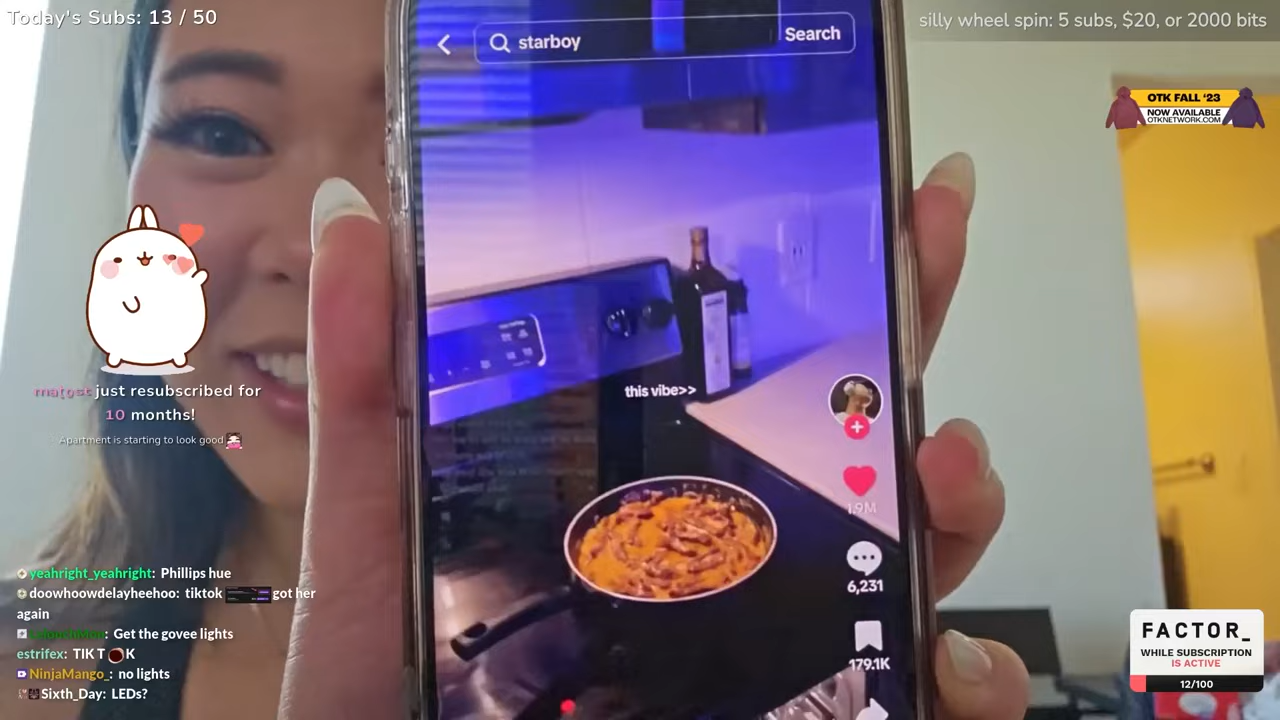 Today's Subs: 13 / 50
silly wheel spin: 5 subs, $20, or 2000 bits
starboy
Search
OTK FALL '23
NOW AVAILABLE
OTKNETWORK.COM
this vibe>>
1.9M
6,231
179.1K
just resubscribed for
10 months!
Apartment is starting to look good
yeahright_yeahright: Phillips hue
doowhoowdelayheehoo: tiktok got her
again
Get the govee lights
estrifex: TIK T K
NinjaMango_: no lights
Sixth_Day: LEDs?
FACTOR_
WHILE SUBSCRIPTION
IS ACTIVE
12/100